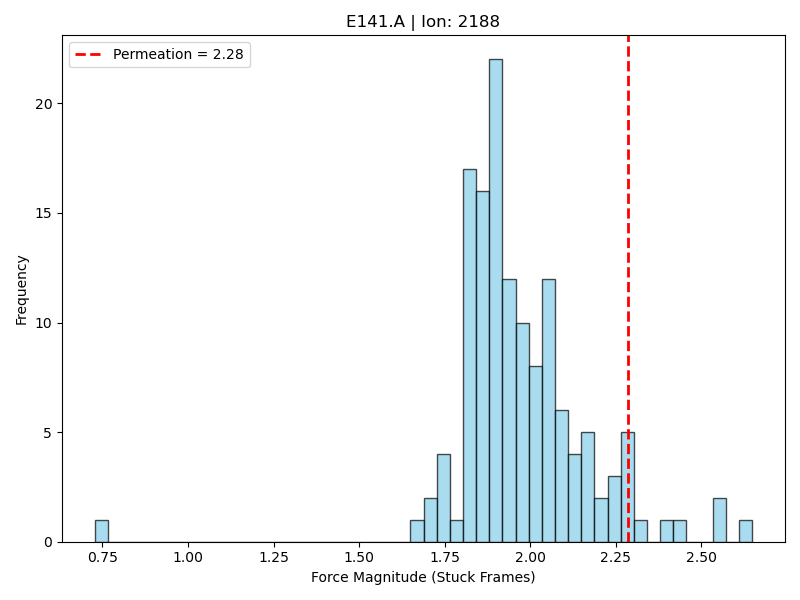 E141.A | Ion: 2188
Permeation = 2.28
Frequency
20
15
10
5
0
0.75 1.00 1.25 1.50 1.75 2.00 2.25 2.50
Force Magnitude (Stuck Frames)